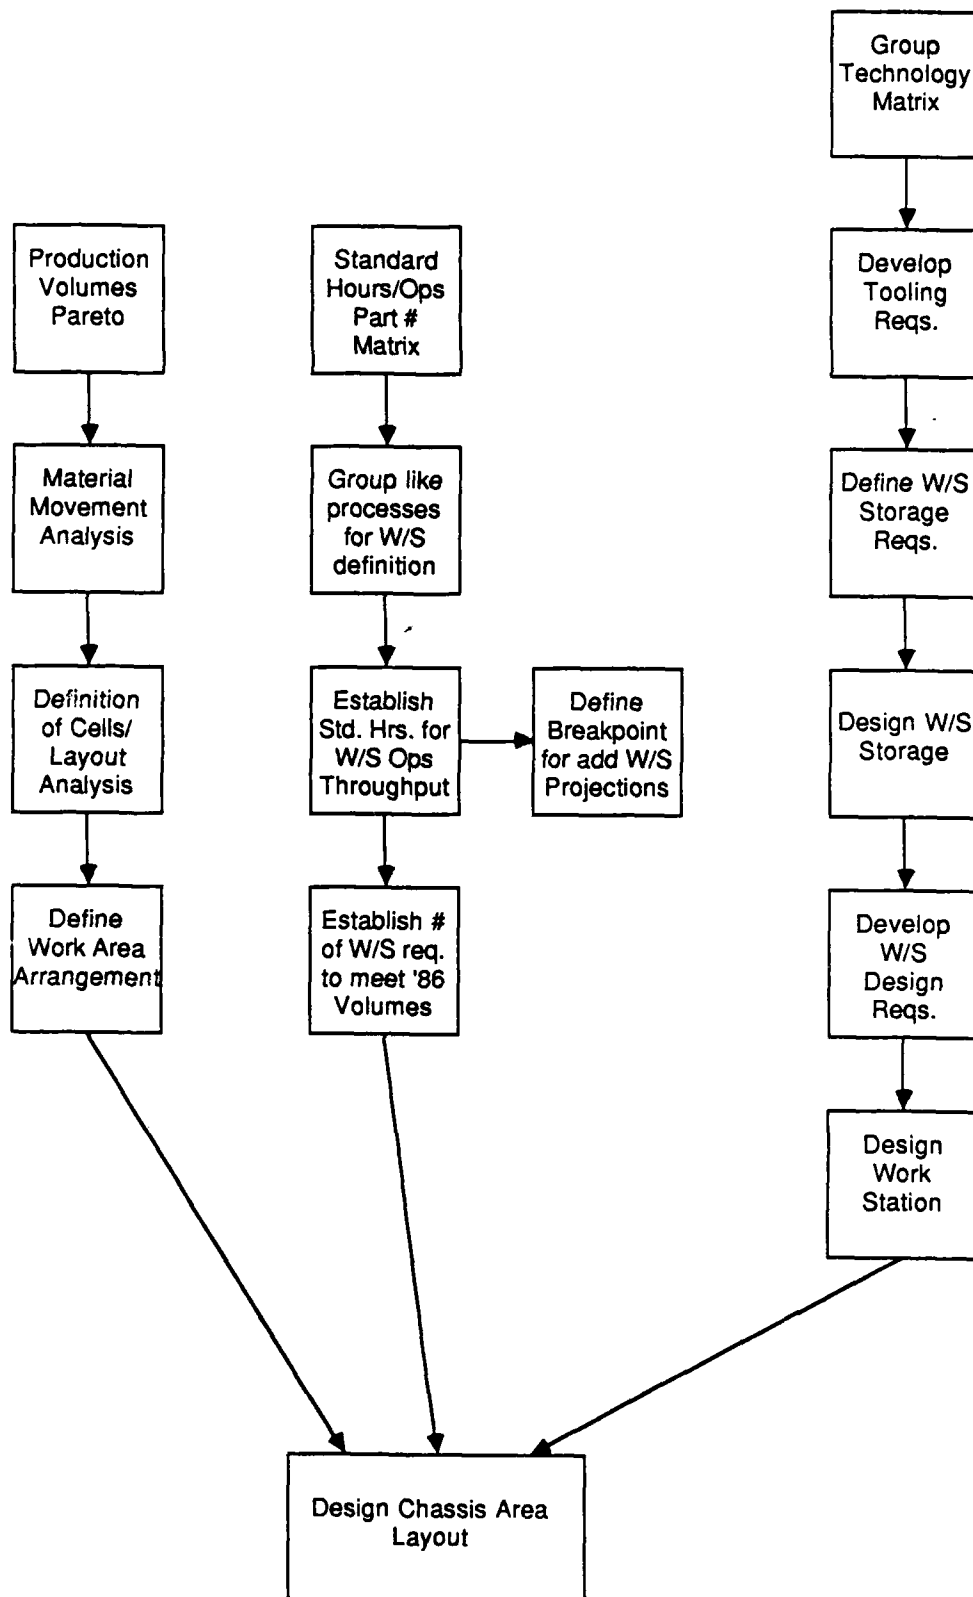 Group
Technology
Matrix
Production
Volumes
Pareto
Standard
Hours/Ops
Part #
Matrix
Develop
Tooling
Reqs.
Material
Movement
Analysis
Group like
processes
for W/S
definition
Define W/S
Storage
Reqs.
Definition
of Cells/
Layout
Analysis
Establish
Std. Hrs. for
W/S Ops
Throughput
Define
Breakpoint
for add W/S
Projections
Design W/S
Storage
Define
Work Area
Arrangement
Establish #
of W/S req.
to meet '86
Volumes
Develop
W/S
Design
Reqs.
Design
Work
Station
Design Chassis Area
Layout